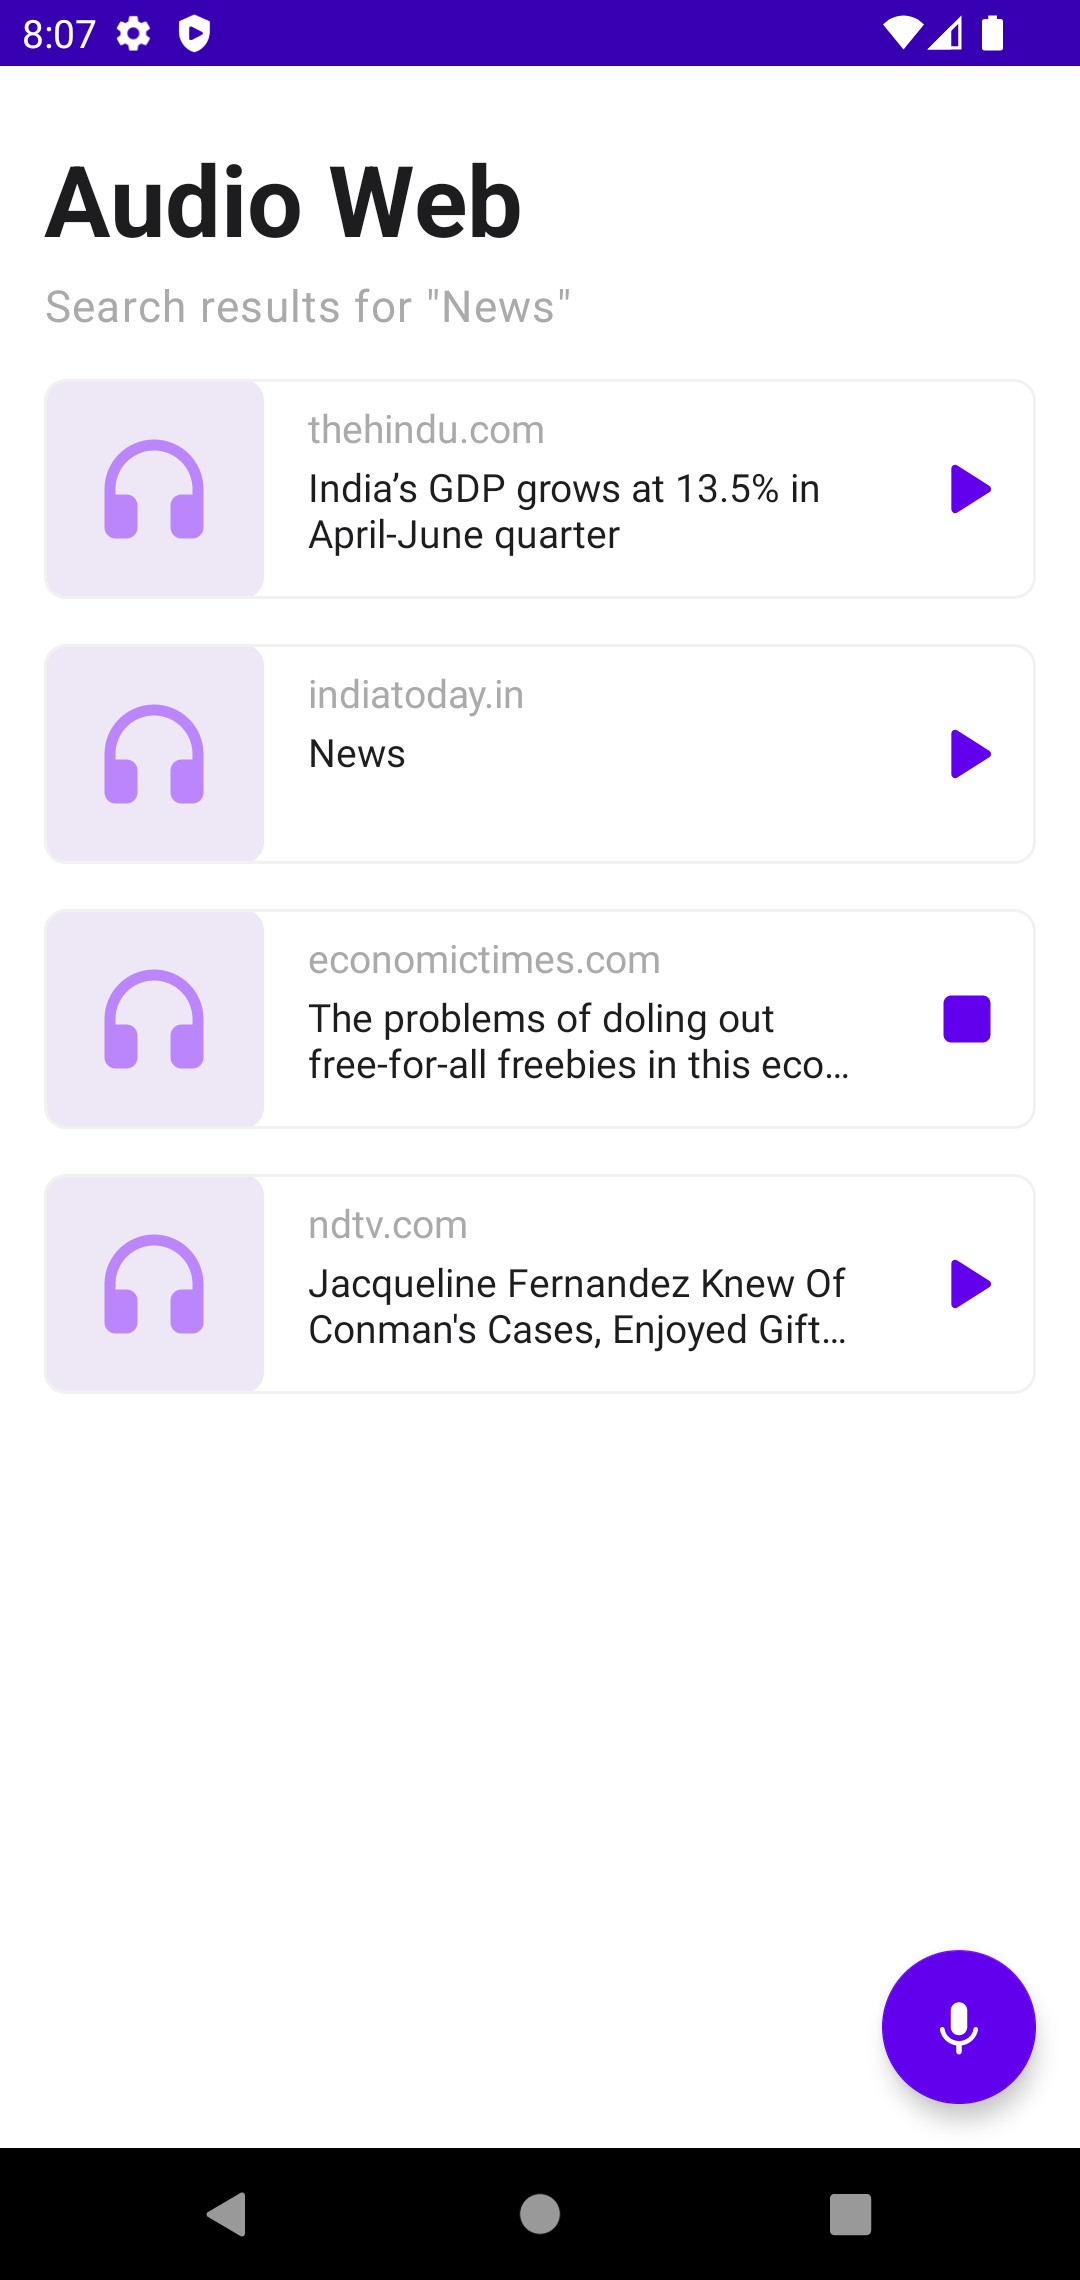 8:07
Audio Web
Search results for "News"
thehindu.com
India’s GDP grows at 13.5% in
April-June quarter
indiatoday.in
News
economictimes.com
The problems of doling out
free-for-all freebies in this eco…
ndtv.com
Jacqueline Fernandez Knew Of
Conman's Cases, Enjoyed Gift…